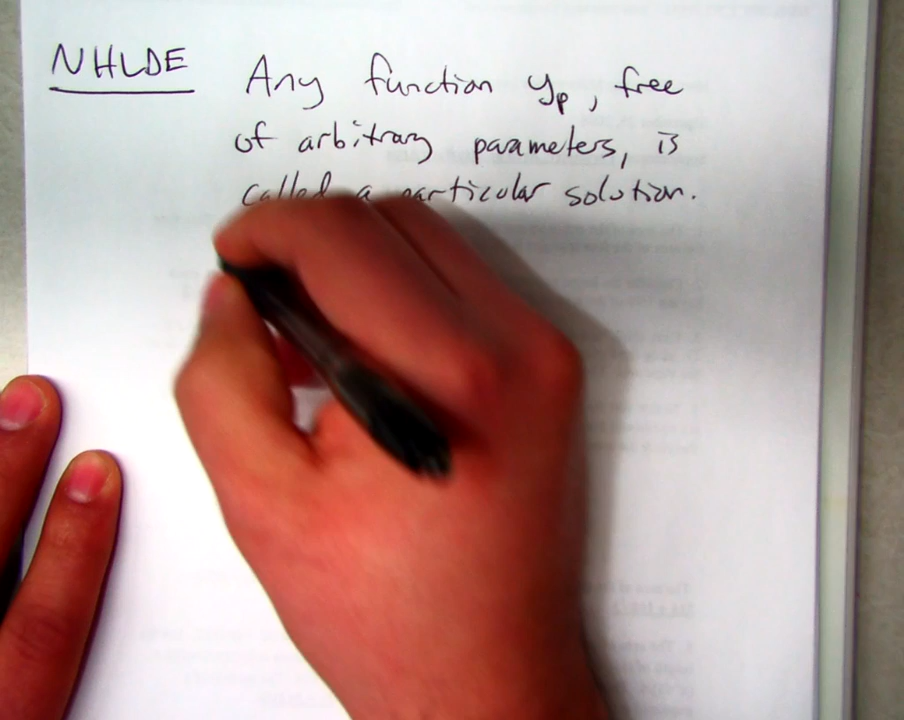 NHLDE Any function yp, free
of arbitrary parameters, is
called a particular solution.